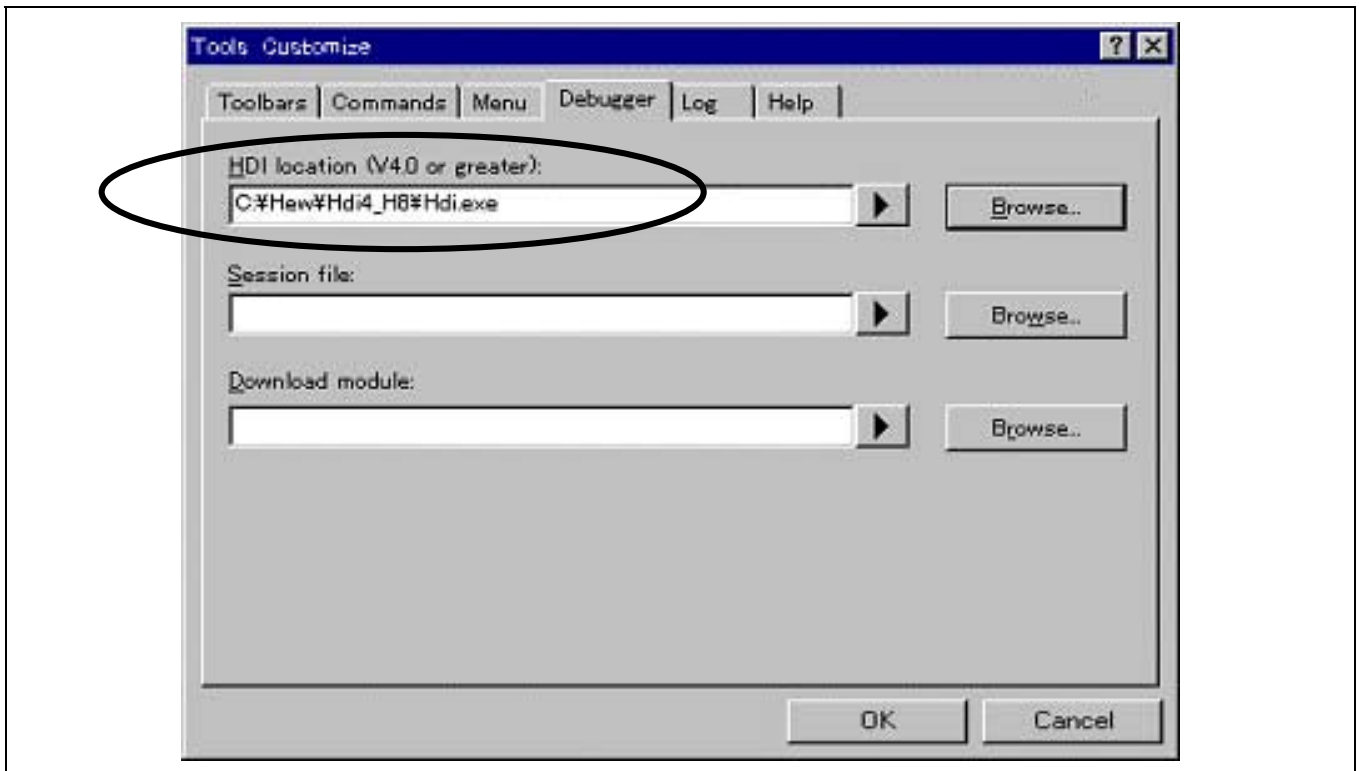 Tools Customize
Toolbars Commands Menu Debugger Log Help
HDI location (V4.0 or greater):
C:¥Hew¥Hdi4_H8¥Hdi.exe
Browse...
Session file:
Browse...
Download module:
Browse...
OK Cancel